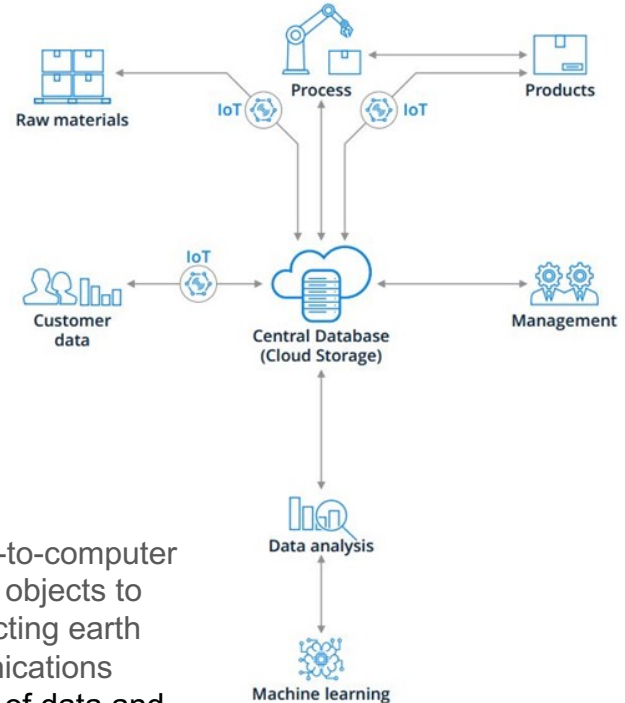 Process
Products
Raw materials
IoT
IoT
IoT
Customer
data
Central Database
(Cloud Storage)
Management
Data analysis
-to-computer
objects to
cting earth
nications
of data and
Machine learning